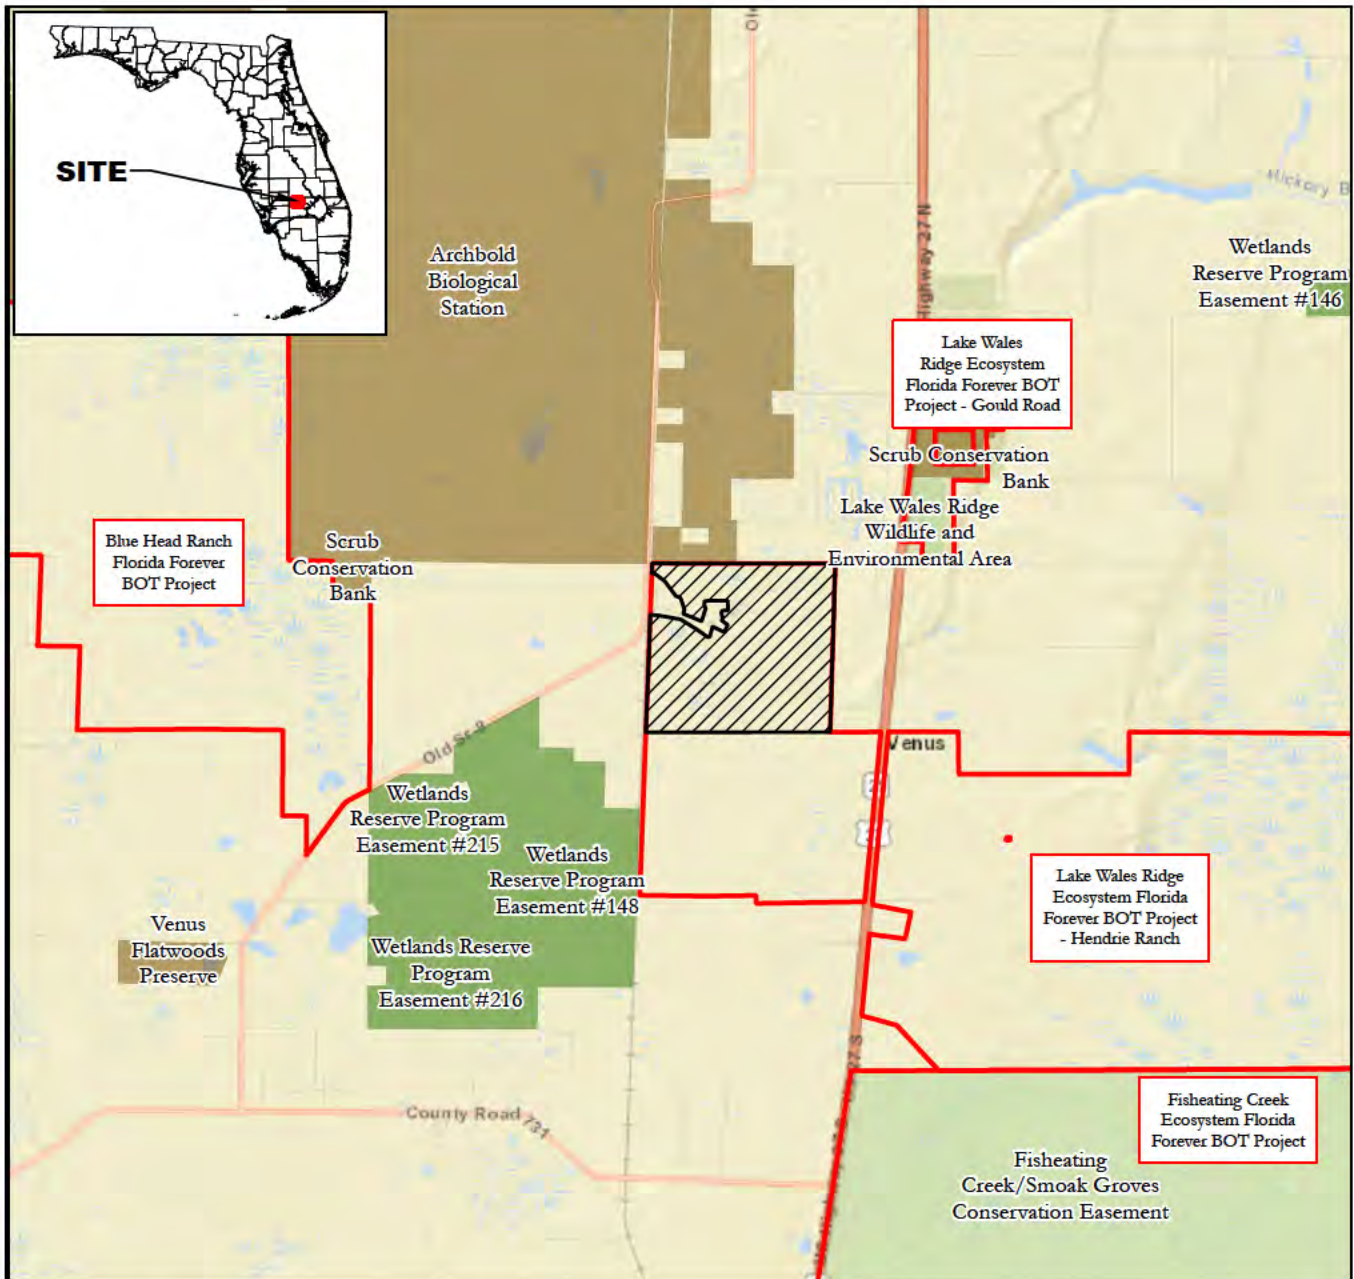 SITE
Archbold
Biological
Station
Highway 27 N
Wetlands
Reserve Program
Easement #146
Lake Wales
Ridge Ecosystem
Florida Forever BOT
Project - Gould Road
Scrub Conservation
Bank
Lake Wales Ridge
Wildlife and
Environmental Area
Blue Head Ranch
Florida Forever
BOT Project
Scrub
Conservation
Bank
Old Sr-8
Venus
Wetlands
Reserve Program
Easement #215
Wetlands
Reserve Program
Easement #148
Wetlands Reserve
Program
Easement #216
Venus
Flatwoods
Preserve
Lake Wales Ridge
Ecosystem Florida
Forever BOT Project
- Hendrie Ranch
County Road 731
Fisheating Creek
Ecosystem Florida
Forever BOT Project
Fisheating
Creek/Smoak Groves
Conservation Easement
Hickory
27 S